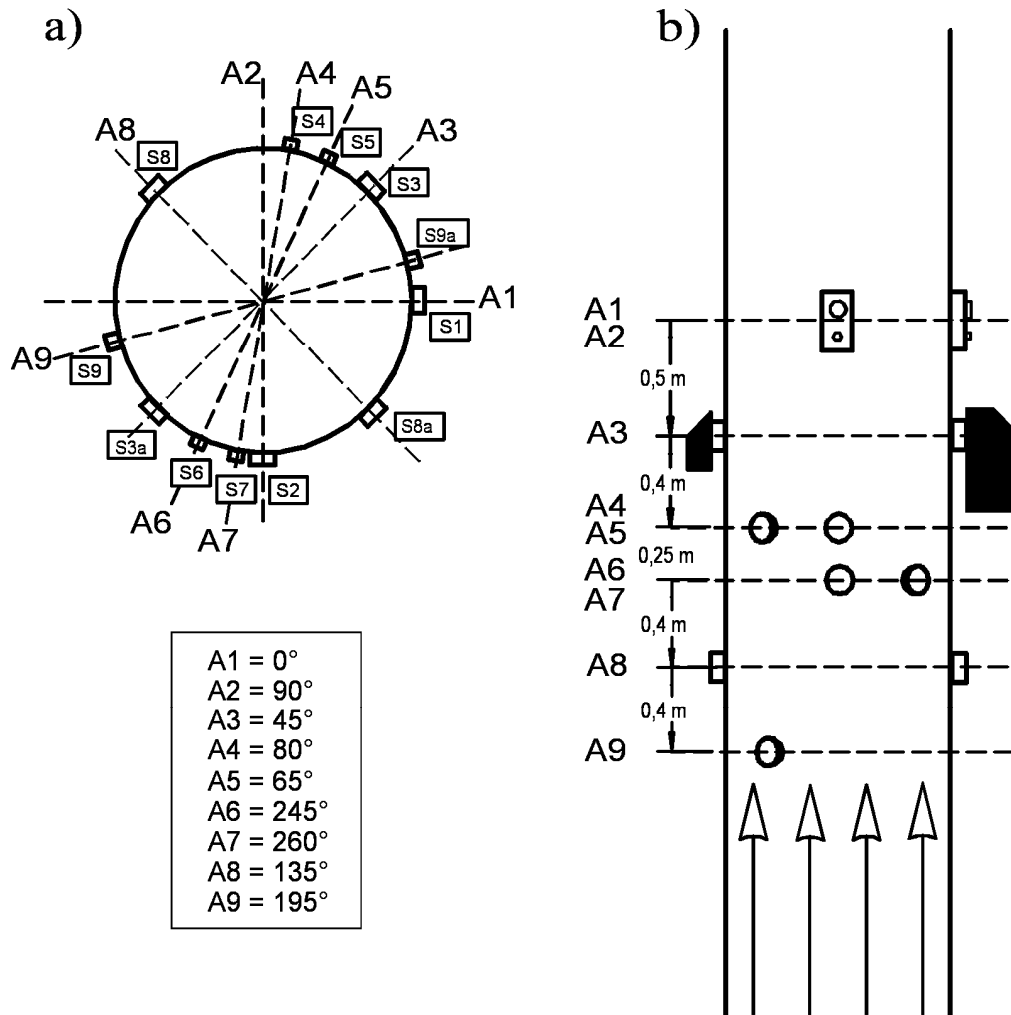 a)
A2
A4
A5
S4
A8
S8
S5
A3
S3
S9a
A1
S1
A9
S9
S3a
S8a
S6
S7
S2
A6
A7
A1 = 0°
A2 = 90°
A3 = 45°
A4 = 80°
A5 = 65°
A6 = 245°
A7 = 260°
A8 = 135°
A9 = 195°
b)
A1
A2
0,5 m
A3
0,4 m
A4
A5
0,25 m
A6
A7
0,4 m
A8
0,4 m
A9